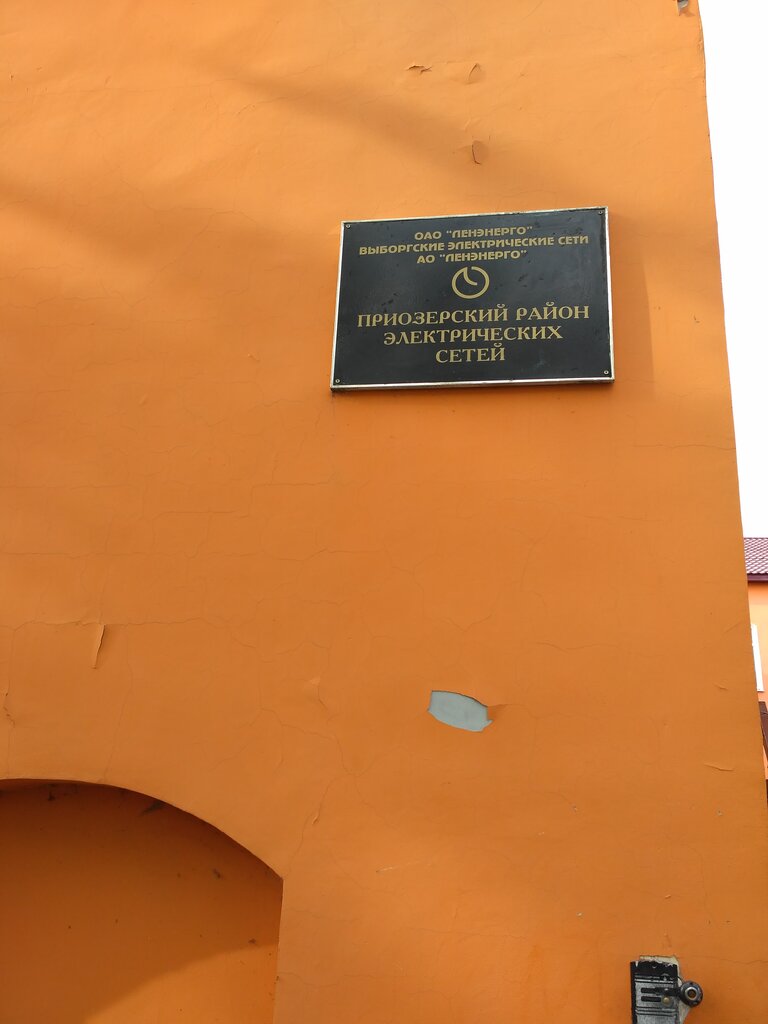 ОАО "ЛЕНЭНЕРГО"
ВЫБОРГСКИЕ ЭЛЕКТРИЧЕСКИЕ СЕТИ
АО "ЛЕНЭНЕРГО"
ПРИОЗЕРСКИЙ РАЙОН
ЭЛЕКТРИЧЕСКИХ
СЕТЕЙ